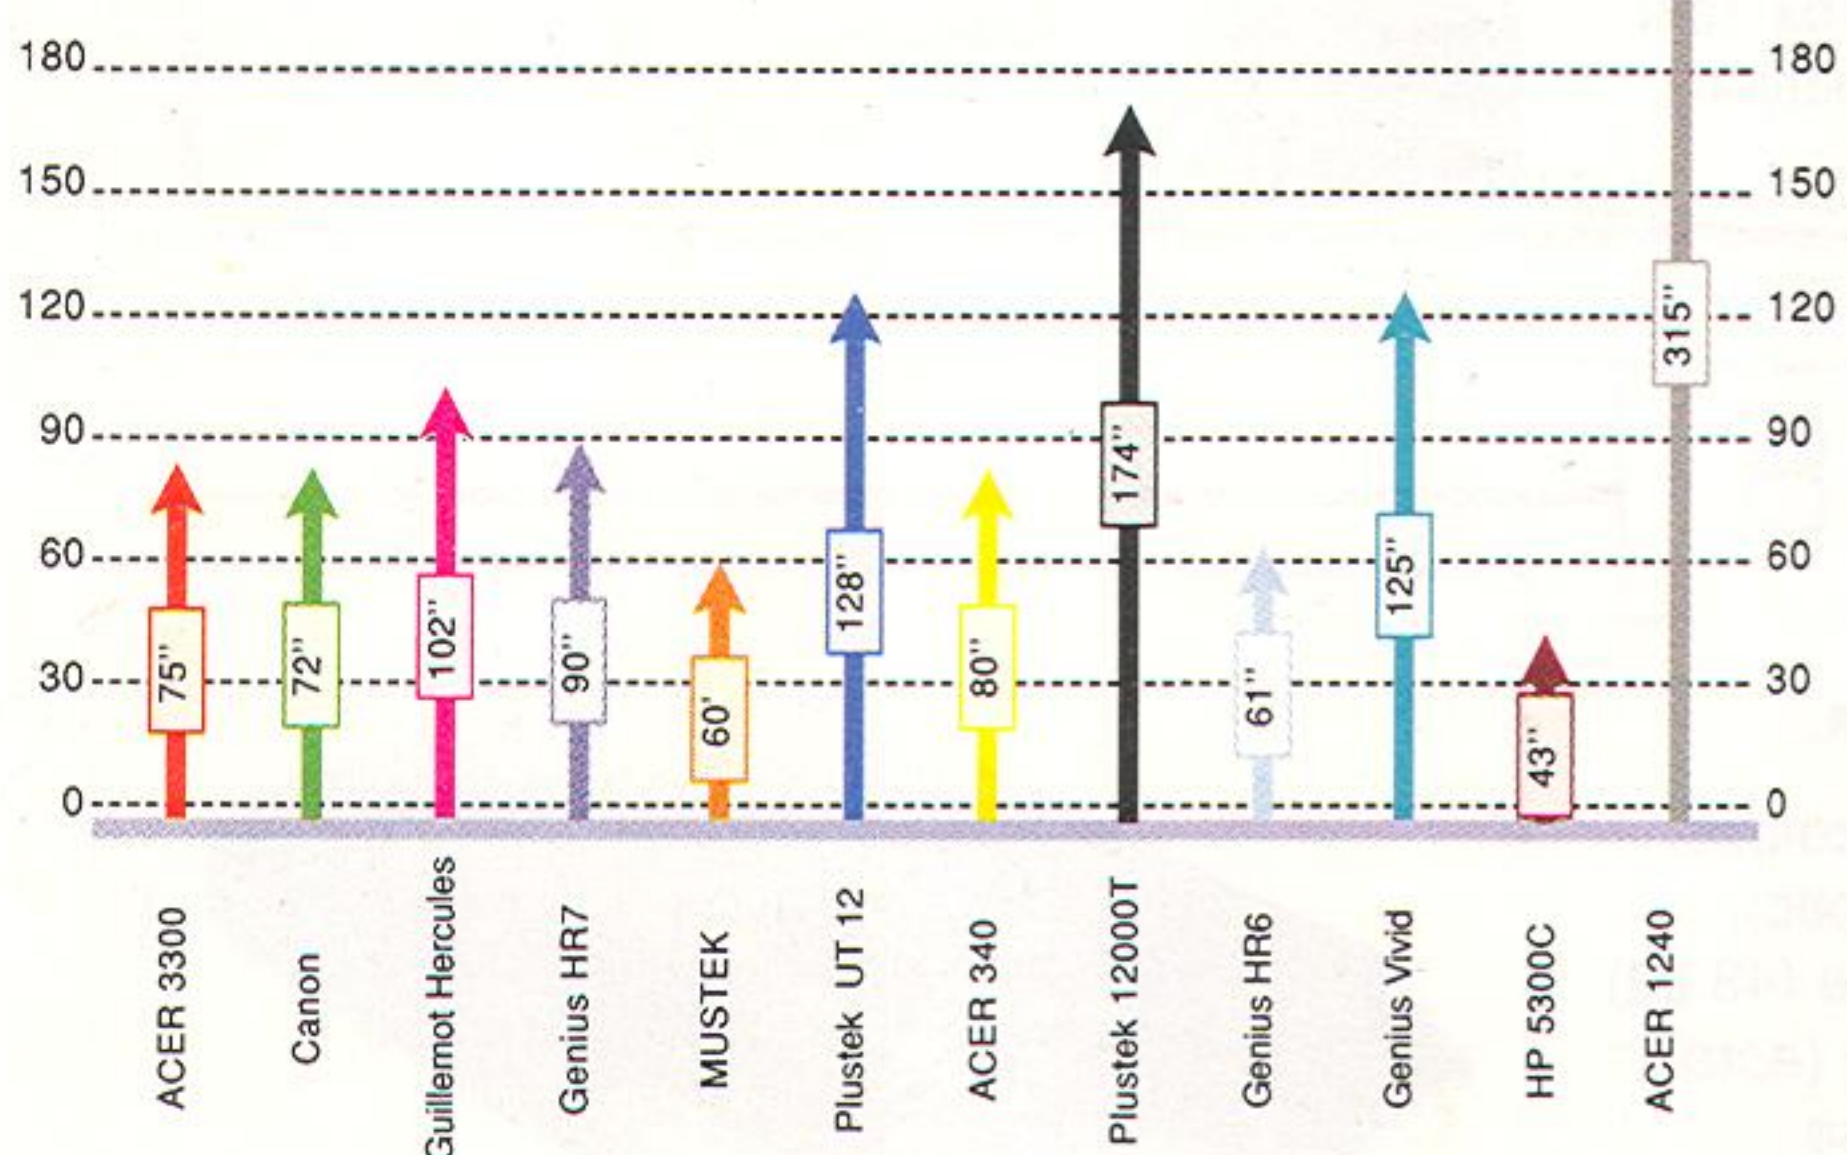 180 180
150 150
120 120
90 90
60 60
30 30
0 0
75"
72"
102"
90"
60'
128"
80"
174"
61"
125"
43"
315"
ACER 3300
Canon
Guillemot Hercules
Genius HR7
MUSTEK
Plustek UT 12
ACER 340
Plustek 12000T
Genius HR6
Genius Vivid
HP 5300C
ACER 1240